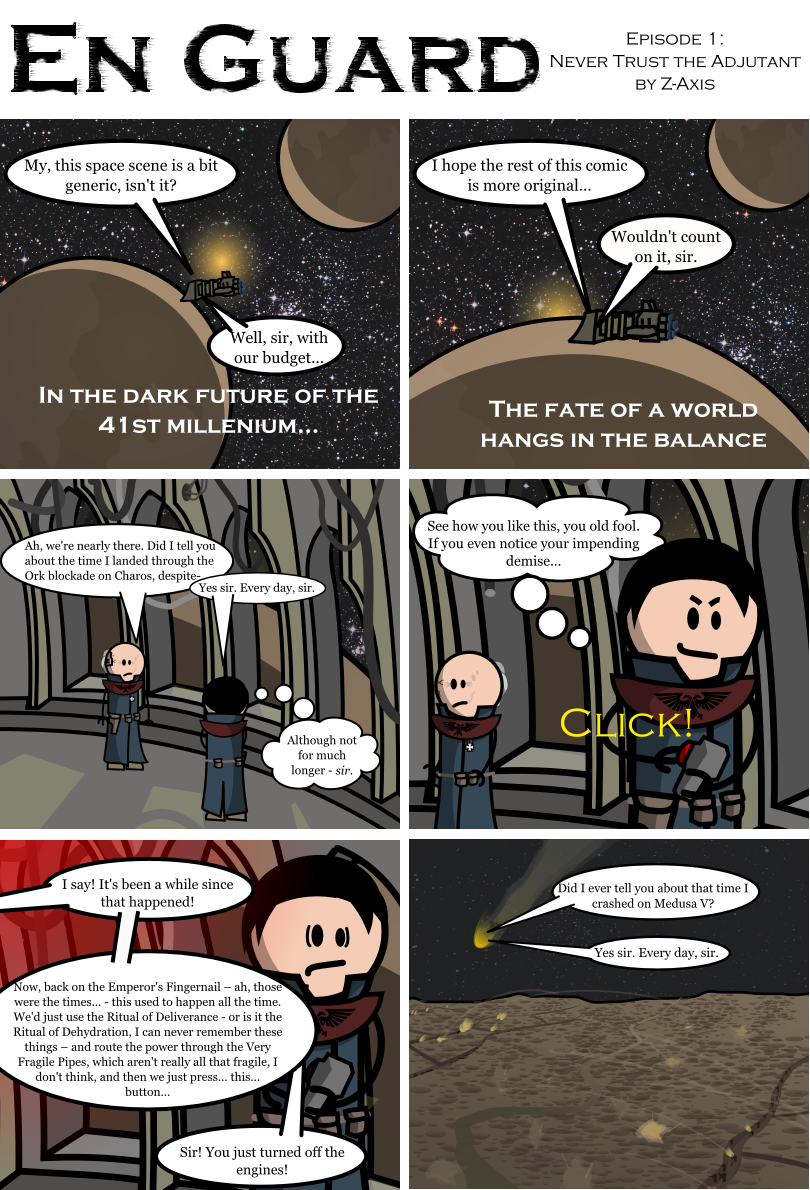 En Guard
Episode 1:
Never Trust the Adjutant
by Z-Axis
My, this space scene is a bit
generic, isn't it?
Well, sir, with
our budget...
In the dark future of the
41st millenium...
I hope the rest of this comic
is more original...
Wouldn't count
on it, sir.
The fate of a world
hangs in the balance
Ah, we're nearly there. Did I tell you
about the time I landed through the
Ork blockade on Charos, despite-
Yes sir. Every day, sir.
Although not
for much
longer - sir.
See how you like this, you old fool.
If you even notice your impending
demise...
Click!
I say! It's been a while since
that happened!
Now, back on the Emperor's Fingernail – ah, those
were the times... - this used to happen all the time.
We'd just use the Ritual of Deliverance - or is it the
Ritual of Dehydration, I can never remember these
things – and route the power through the Very
Fragile Pipes, which aren't really all that fragile, I
don't think, and then we just press... this...
button...
Sir! You just turned off the
engines!
Did I ever tell you about that time I
crashed on Medusa V?
Yes sir. Every day, sir.